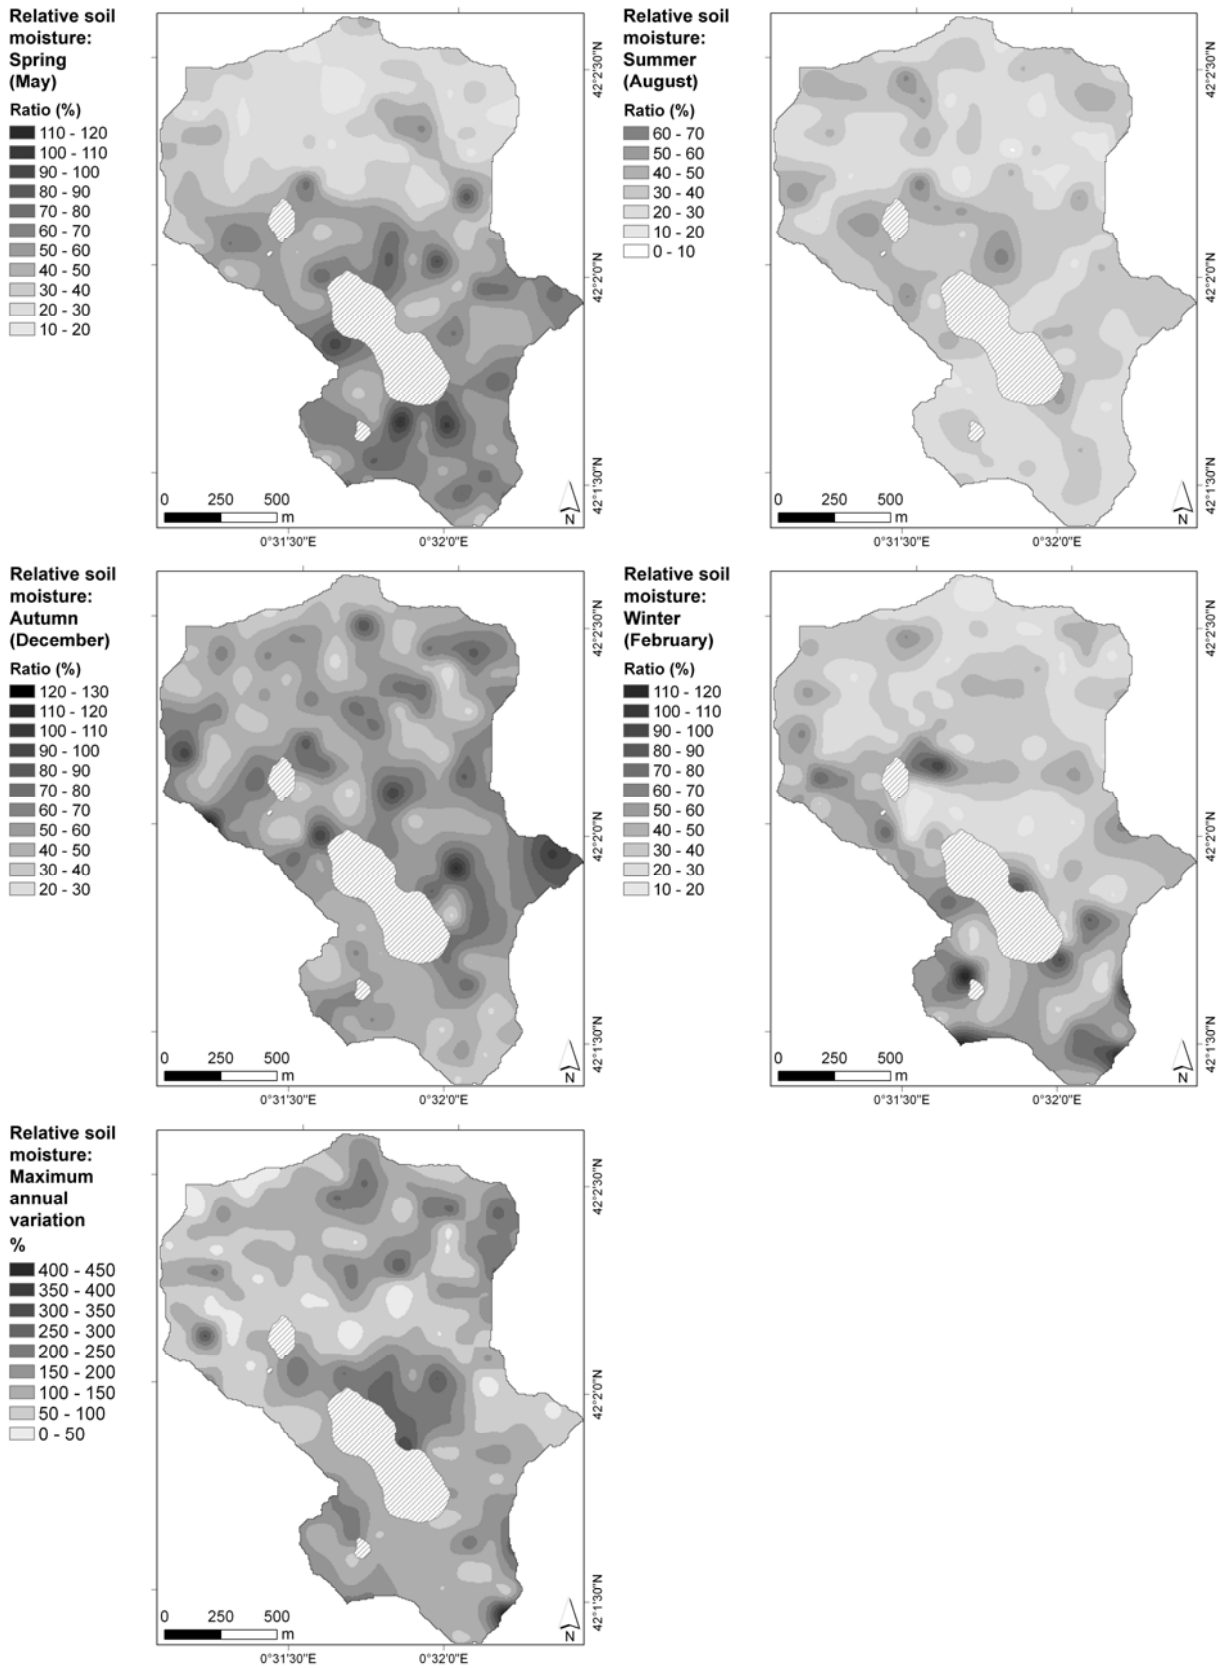 Relative soil
moisture:
Spring
(May)
Ratio (%)
110 - 120
100 - 110
90 - 100
80 - 90
70 - 80
60 - 70
50 - 60
40 - 50
30 - 40
20 - 30
10 - 20
0 250 500
m
N
42°2'30"N
42°2'0"N
42°1'30"N
0°31'30"E 0°32'0"E
Relative soil
moisture:
Summer
(August)
Ratio (%)
60 - 70
50 - 60
40 - 50
30 - 40
20 - 30
10 - 20
0 - 10
0 250 500
m
N
42°2'30"N
42°2'0"N
42°1'30"N
0°31'30"E 0°32'0"E
Relative soil
moisture:
Autumn
(December)
Ratio (%)
120 - 130
110 - 120
100 - 110
90 - 100
80 - 90
70 - 80
60 - 70
50 - 60
40 - 50
30 - 40
20 - 30
0 250 500
m
N
42°2'30"N
42°2'0"N
42°1'30"N
0°31'30"E 0°32'0"E
Relative soil
moisture:
Winter
(February)
Ratio (%)
110 - 120
100 - 110
90 - 100
80 - 90
70 - 80
60 - 70
50 - 60
40 - 50
30 - 40
20 - 30
10 - 20
0 250 500
m
N
42°2'30"N
42°2'0"N
42°1'30"N
0°31'30"E 0°32'0"E
Relative soil
moisture:
Maximum
annual
variation
%
400 - 450
350 - 400
300 - 350
250 - 300
200 - 250
150 - 200
100 - 150
50 - 100
0 - 50
0 250 500
m
N
42°2'30"N
42°2'0"N
42°1'30"N
0°31'30"E 0°32'0"E